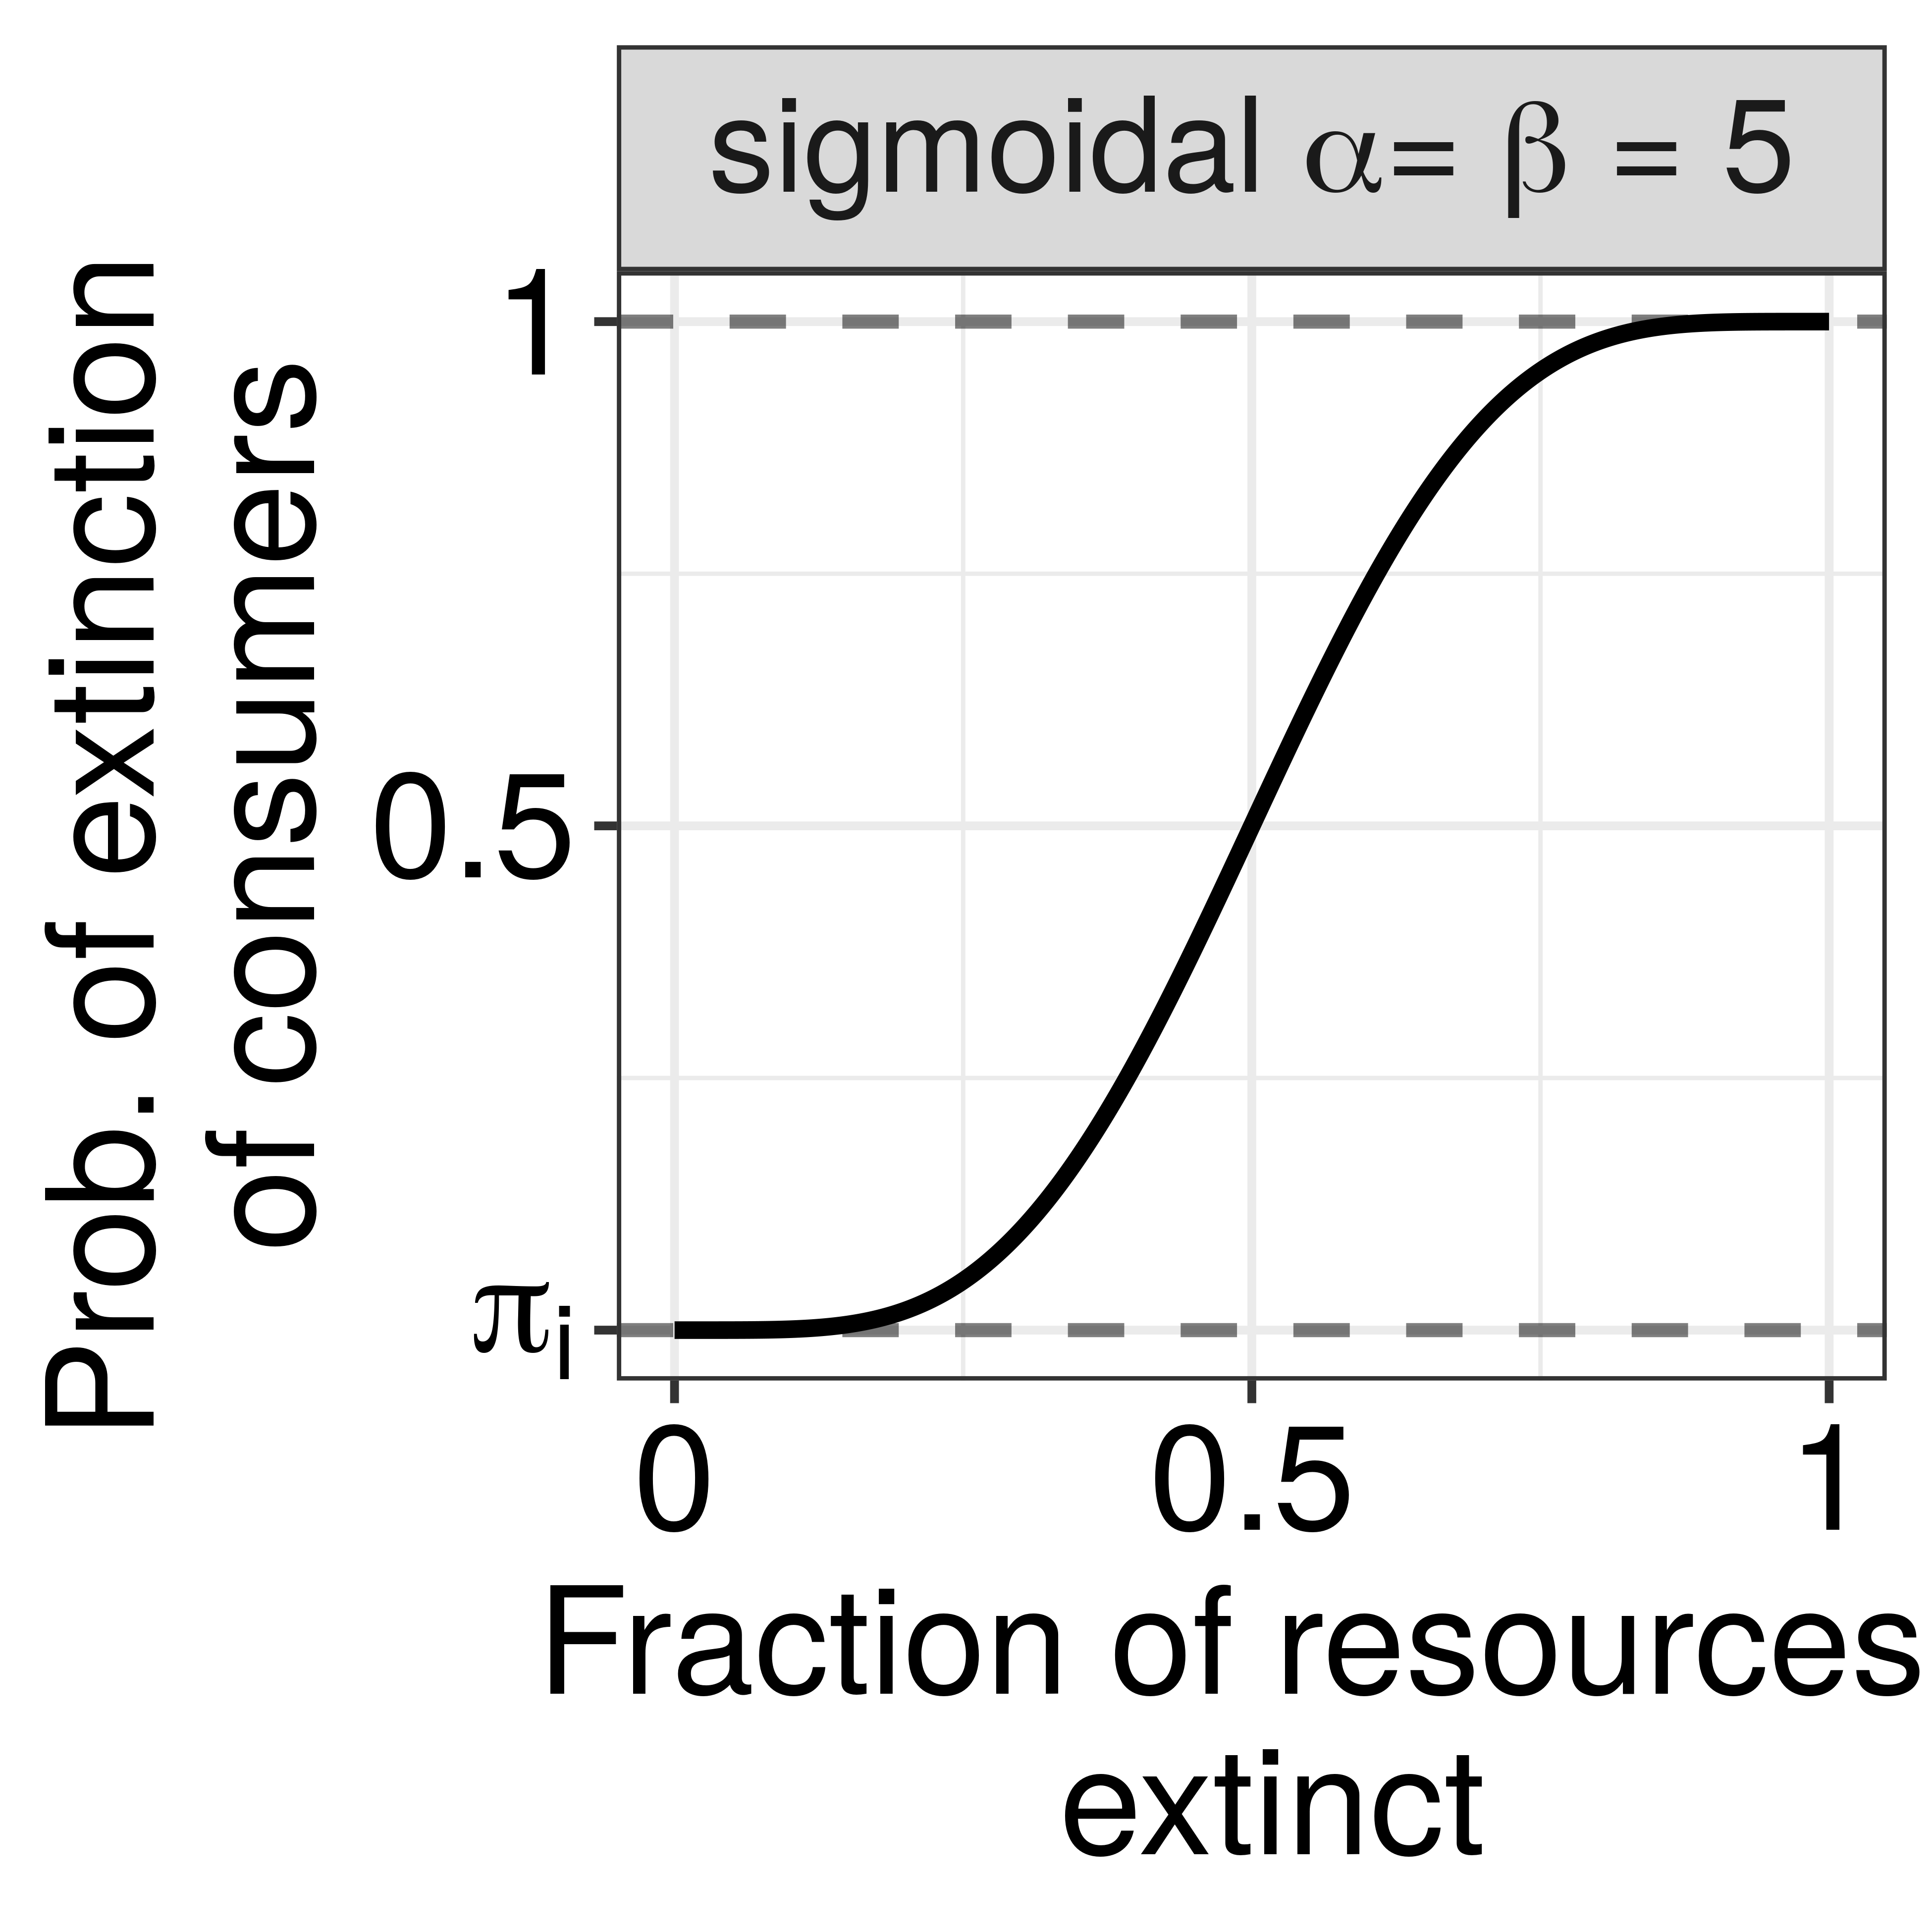 sigmoidal α= β = 5
Prob. of extinction
of consumers
1
0.5
πi
0
0.5
1
Fraction of resources
extinct